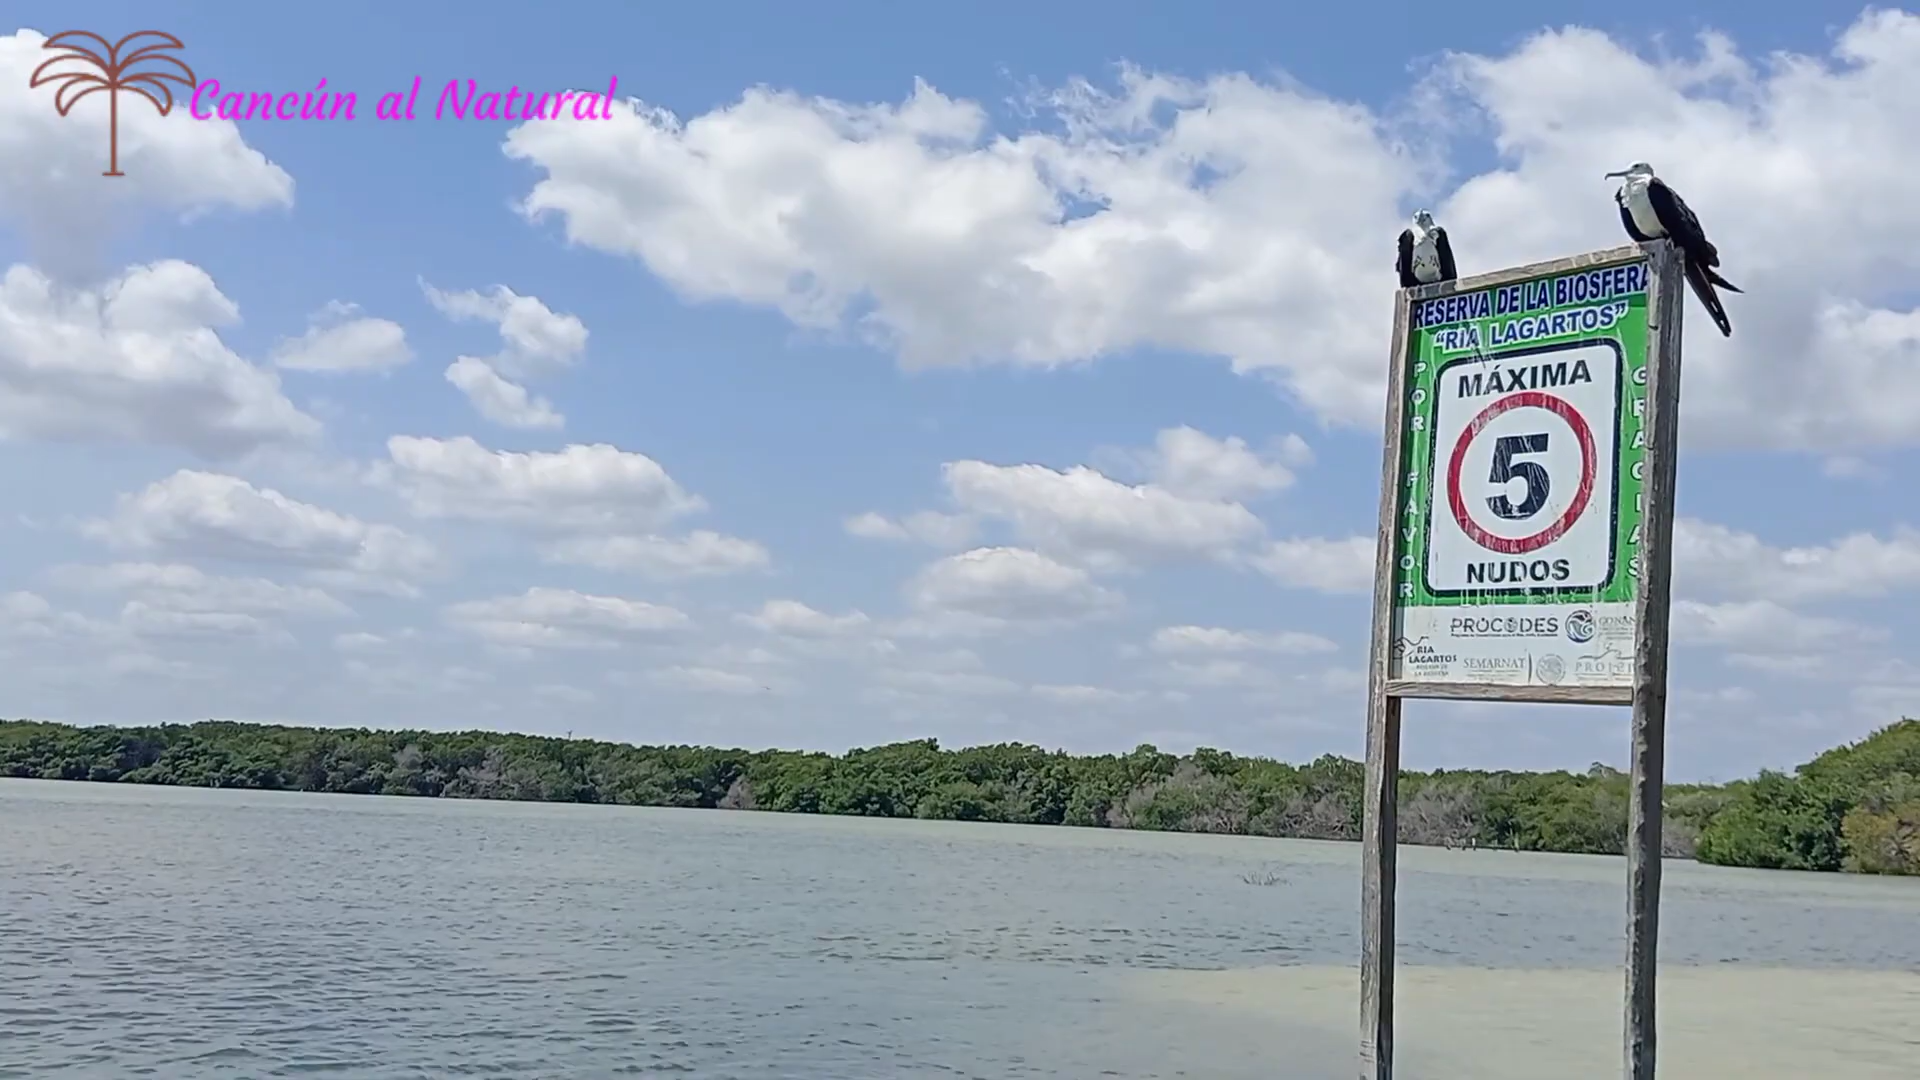 Cancún al Natural
RESERVA DE LA BIOSFERA
"RIA LAGARTOS"
POR FAVOR
MÁXIMA
5
NUDOS
GRACIAS
PROCODES
RIA
LAGARTOS
SEMARNAT